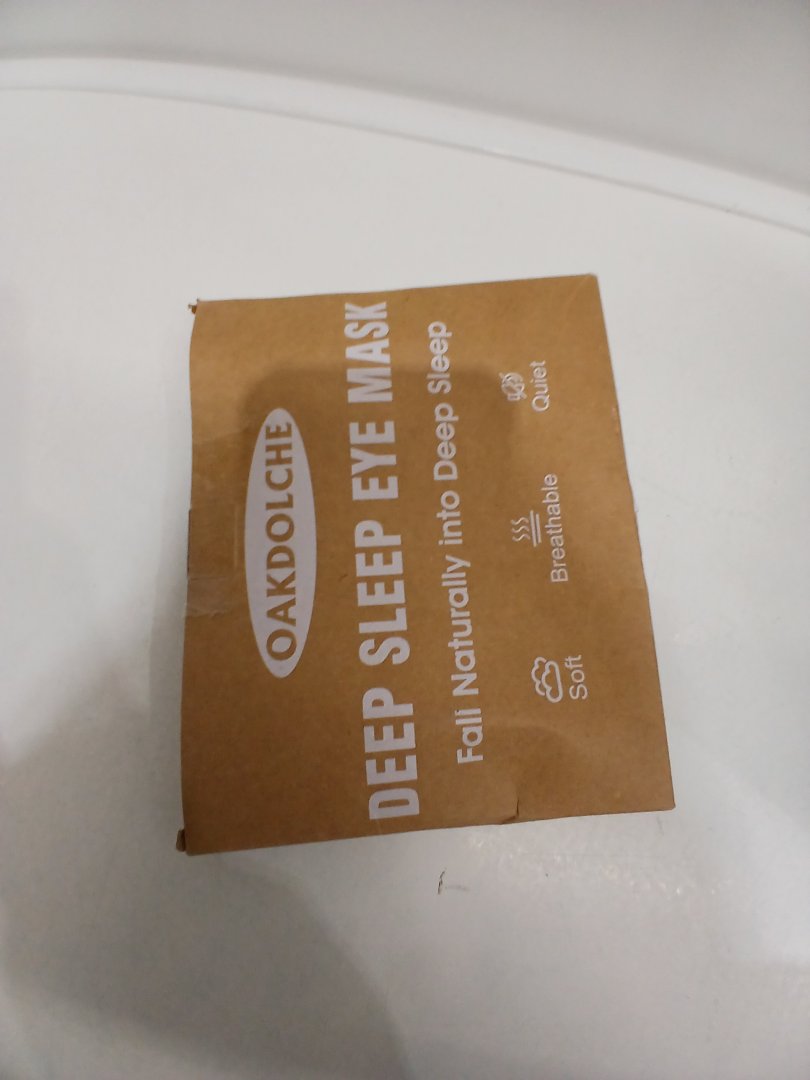 OAKDOLCHE
DEEP SLEEP EYE MASK
Fall Naturally into Deep Sleep
Soft
Breathable
Quiet